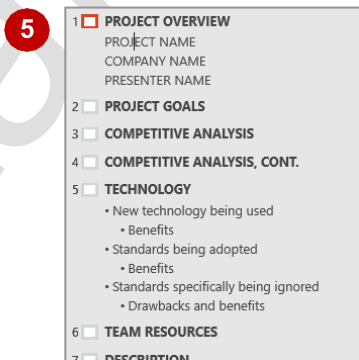 5
1 PROJECT OVERVIEW
PROJECT NAME
COMPANY NAME
PRESENTER NAME
2 PROJECT GOALS
3 COMPETITIVE ANALYSIS
4 COMPETITIVE ANALYSIS, CONT.
5 TECHNOLOGY
• New technology being used
• Benefits
• Standards being adopted
• Benefits
• Standards specifically being ignored
• Drawbacks and benefits
6 TEAM RESOURCES
7 DESCRIPTION